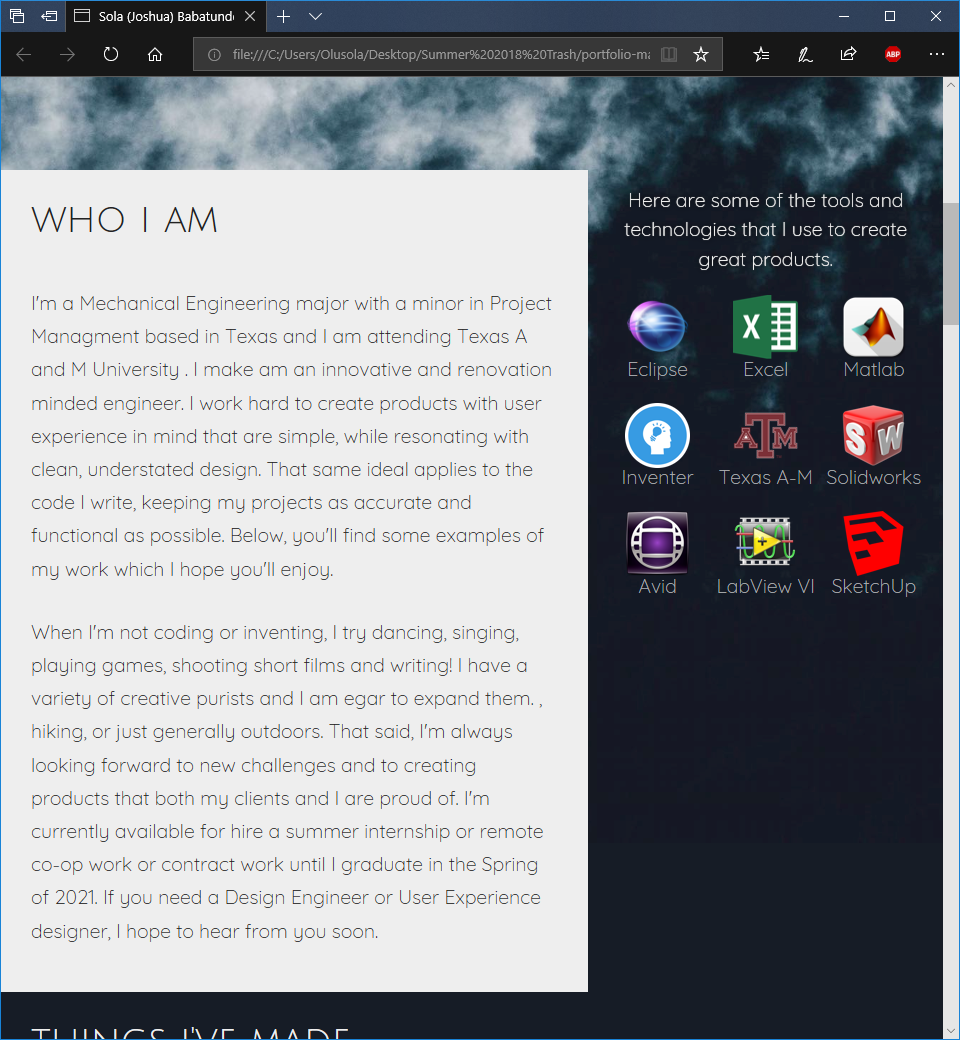 Sola (Joshua) Babatund
file:///C:/Users/Olusola/Desktop/Summer%202018%20Trash/portfolio-ma
ABP
WHO I AM
I'm a Mechanical Engineering major with a minor in Project
Managment based in Texas and I am attending Texas A
and M University . I make am an innovative and renovation
minded engineer. I work hard to create products with user
experience in mind that are simple, while resonating with
clean, understated design. That same ideal applies to the
code I write, keeping my projects as accurate and
functional as possible. Below, you'll find some examples of
my work which I hope you'll enjoy.
When I'm not coding or inventing, I try dancing, singing,
playing games, shooting short films and writing! I have a
variety of creative purists and I am egar to expand them. ,
hiking, or just generally outdoors. That said, I'm always
looking forward to new challenges and to creating
products that both my clients and I are proud of. I'm
currently available for hire a summer internship or remote
co-op work or contract work until I graduate in the Spring
of 2021. If you need a Design Engineer or User Experience
designer, I hope to hear from you soon.
Here are some of the tools and
technologies that I use to create
great products.
X
Eclipse Excel Matlab
ATM S W
Inventer Texas A-M Solidworks
Avid LabView VI SketchUp
THINGS I'VE MADE